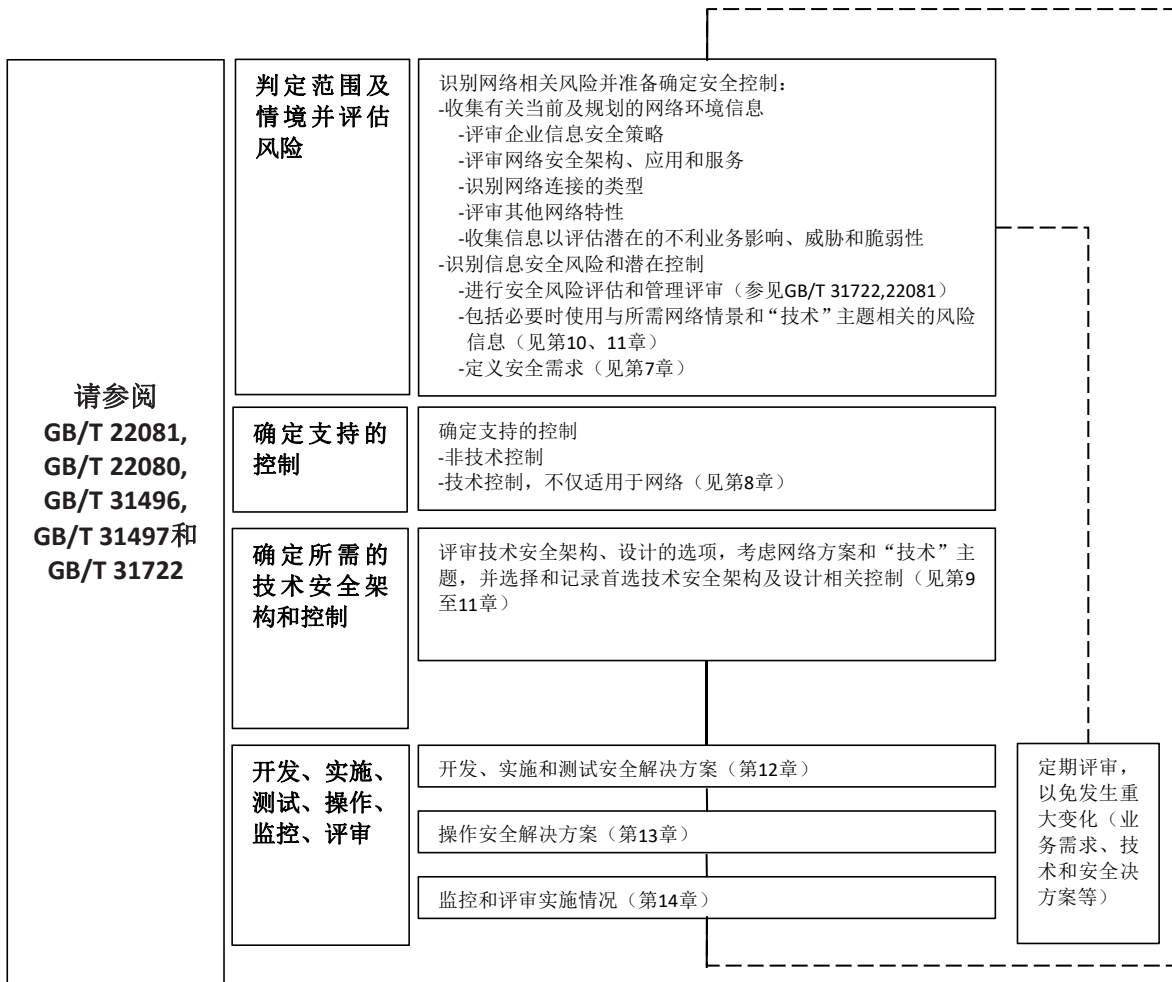 请参阅
GB/T 22081,
GB/T 22080,
GB/T 31496,
GB/T 31497和
GB/T 31722
判定范围及
情境并评估
风险
识别网络相关风险并准备确定安全控制：
-收集有关当前及规划的网络环境信息
-评审企业信息安全策略
-评审网络安全架构、应用和服务
-识别网络连接的类型
-评审其他网络特性
-收集信息以评估潜在的不利业务影响、威胁和脆弱性
-识别信息安全风险和潜在控制
-进行安全风险评估和管理评审（参见GB/T 31722,22081）
-包括必要时使用与所需网络情景和“技术”主题相关的风险
信息（见第10、11章）
-定义安全需求（见第7章）
确定支持的
控制
确定支持的控制
-非技术控制
-技术控制，不仅适用于网络（见第8章）
确定所需的
技术安全架
构和控制
评审技术安全架构、设计的选项，考虑网络方案和“技术”主
题，并选择和记录首选技术安全架构及设计相关控制（见第9
至11章）
开发、实施、
测试、操作、
监控、评审
开发、实施和测试安全解决方案（第12章）
操作安全解决方案（第13章）
监控和评审实施情况（第14章）
定期评审，
以免发生重
大变化（业
务需求、技
术和安全决
方案等）